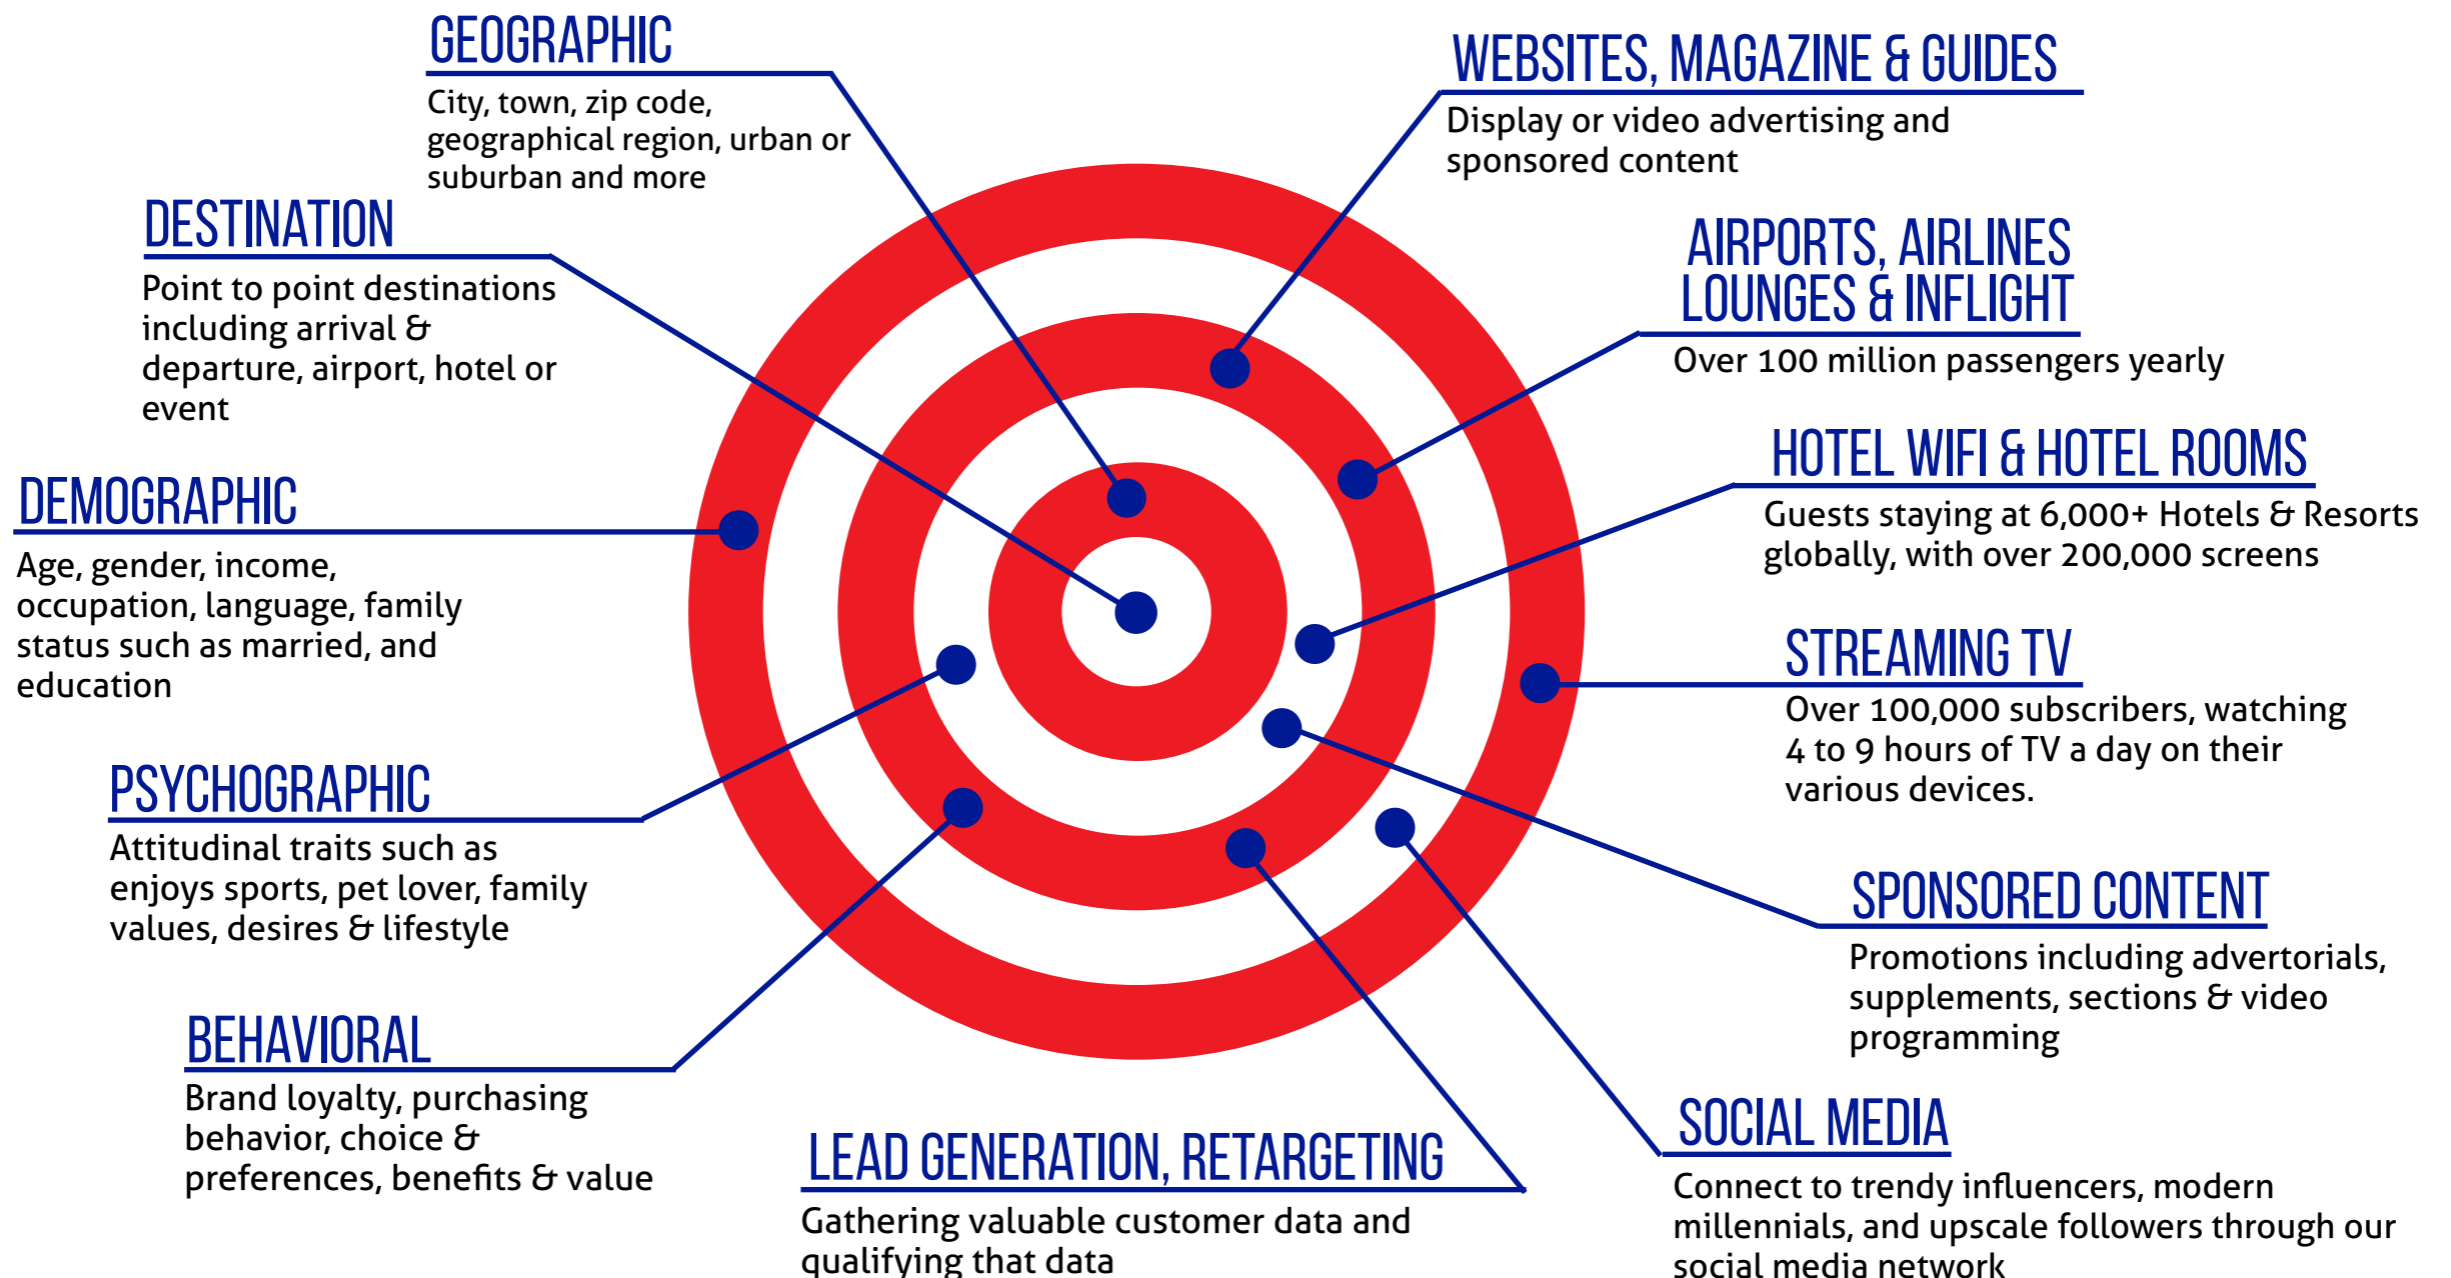 GEOGRAPHIC
City, town, zip code,
geographical region, urban or
suburban and more
DESTINATION
Point to point destinations
including arrival &
departure, airport, hotel or
event
DEMOGRAPHIC
Age, gender, income,
occupation, language, family
status such as married, and
education
PSYCHOGRAPHIC
Attitudinal traits such as
enjoys sports, pet lover, family
values, desires & lifestyle
BEHAVIORAL
Brand loyalty, purchasing
behavior, choice &
preferences, benefits & value
LEAD GENERATION, RETARGETING
Gathering valuable customer data and
qualifying that data
WEBSITES, MAGAZINE & GUIDES
Display or video advertising and
sponsored content
AIRPORTS, AIRLINES
LOUNGES & INFLIGHT
Over 100 million passengers yearly
HOTEL WIFI & HOTEL ROOMS
Guests staying at 6,000+ Hotels & Resorts
globally, with over 200,000 screens
STREAMING TV
Over 100,000 subscribers, watching
4 to 9 hours of TV a day on their
various devices.
SPONSORED CONTENT
Promotions including advertorials,
supplements, sections & video
programming
SOCIAL MEDIA
Connect to trendy influencers, modern
millennials, and upscale followers through our
social media network